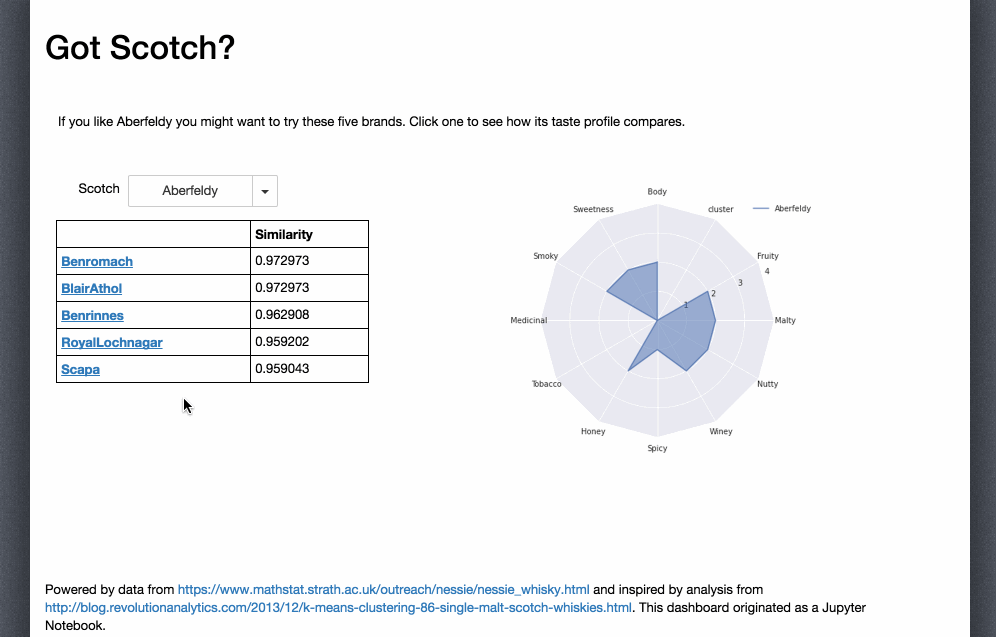 Got Scotch?
If you like Aberfeldy you might want to try these five brands. Click one to see how its taste profile compares.
Scotch Aberfeldy
Similarity
Benromach 0.972973
BlairAthol 0.972973
Benrinnes 0.962908
RoyalLochnagar 0.959202
Scapa 0.959043
Body
Sweetness cluster Aberfeldy
Smoky Fruity
4
3
2
1
Medicinal Malty
Tobacco Nutty
Honey Winey
Spicy
Powered by data from https://www.mathstat.strath.ac.uk/outreach/nessie/nessie_whisky.html and inspired by analysis from
http://blog.revolutionanalytics.com/2013/12/k-means-clustering-86-single-malt-scotch-whiskies.html. This dashboard originated as a Jupyter
Notebook.